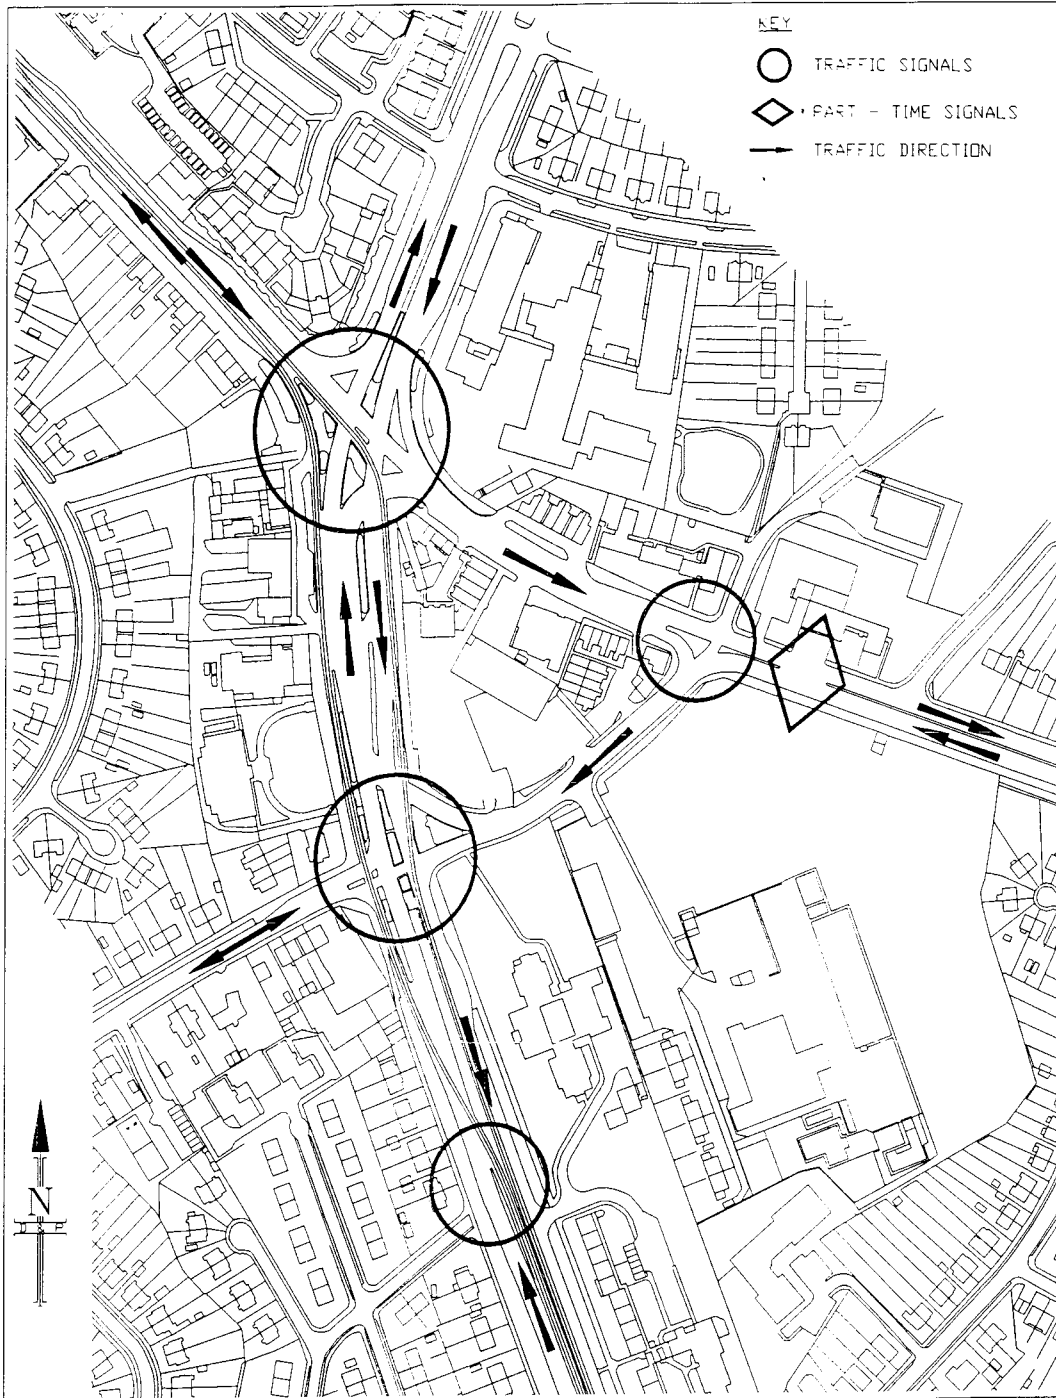 KEY
TRAFFIC SIGNALS
PART - TIME SIGNALS
TRAFFIC DIRECTION
N